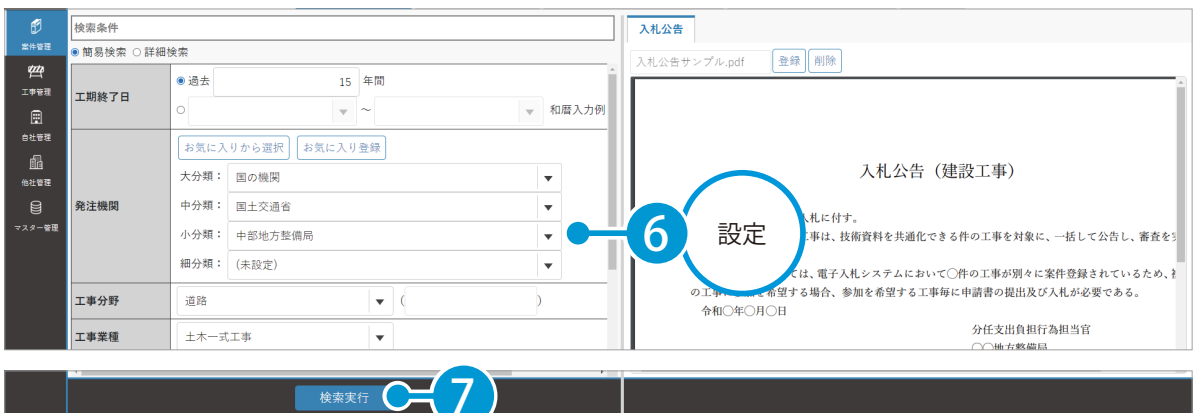 案件管理
工事管理
自社管理
他社管理
マスター管理
検索条件
簡易検索 詳細検索
工期終了日
過去 15 年間
～ 和暦入力例
発注機関
お気に入りから選択 お気に入り登録
大分類： 国の機関
中分類： 国土交通省
小分類： 中部地方整備局
細分類： (未設定)
工事分野 道路 ( )
工事業種 土木一式工事
入札公告
入札公告サンプル.pdf 登録 削除
入札公告（建設工事）
入札に付す。
工事は、技術資料を共通化できる件の工事を対象に、一括して公告し、審査を
ては、電子入札システムにおいて〇件の工事が別々に案件登録されているため、
の工事 希望する場合、参加を希望する工事毎に申請書の提出及び入札が必要である。
令和〇年〇月〇日
分任支出負担行為担当官
〇〇地方整備局
6 設定
検索実行 7